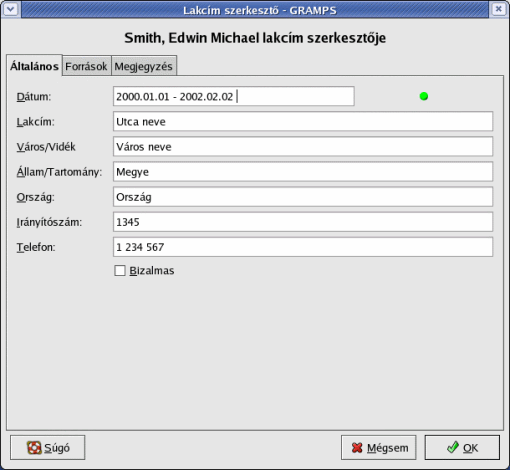 Lakcím szerkesztő - GRAMPS
Smith, Edwin Michael lakcím szerkesztője
Általános Források Megjegyzés
Dátum: 2000.01.01 - 2002.02.02
Lakcím: Utca neve
Város/Vidék Város neve
Állam/Tartomány: Megye
Ország: Ország
Irányítószám: 1345
Telefon: 1 234 567
Bizalmas
Súgó Mégsem OK